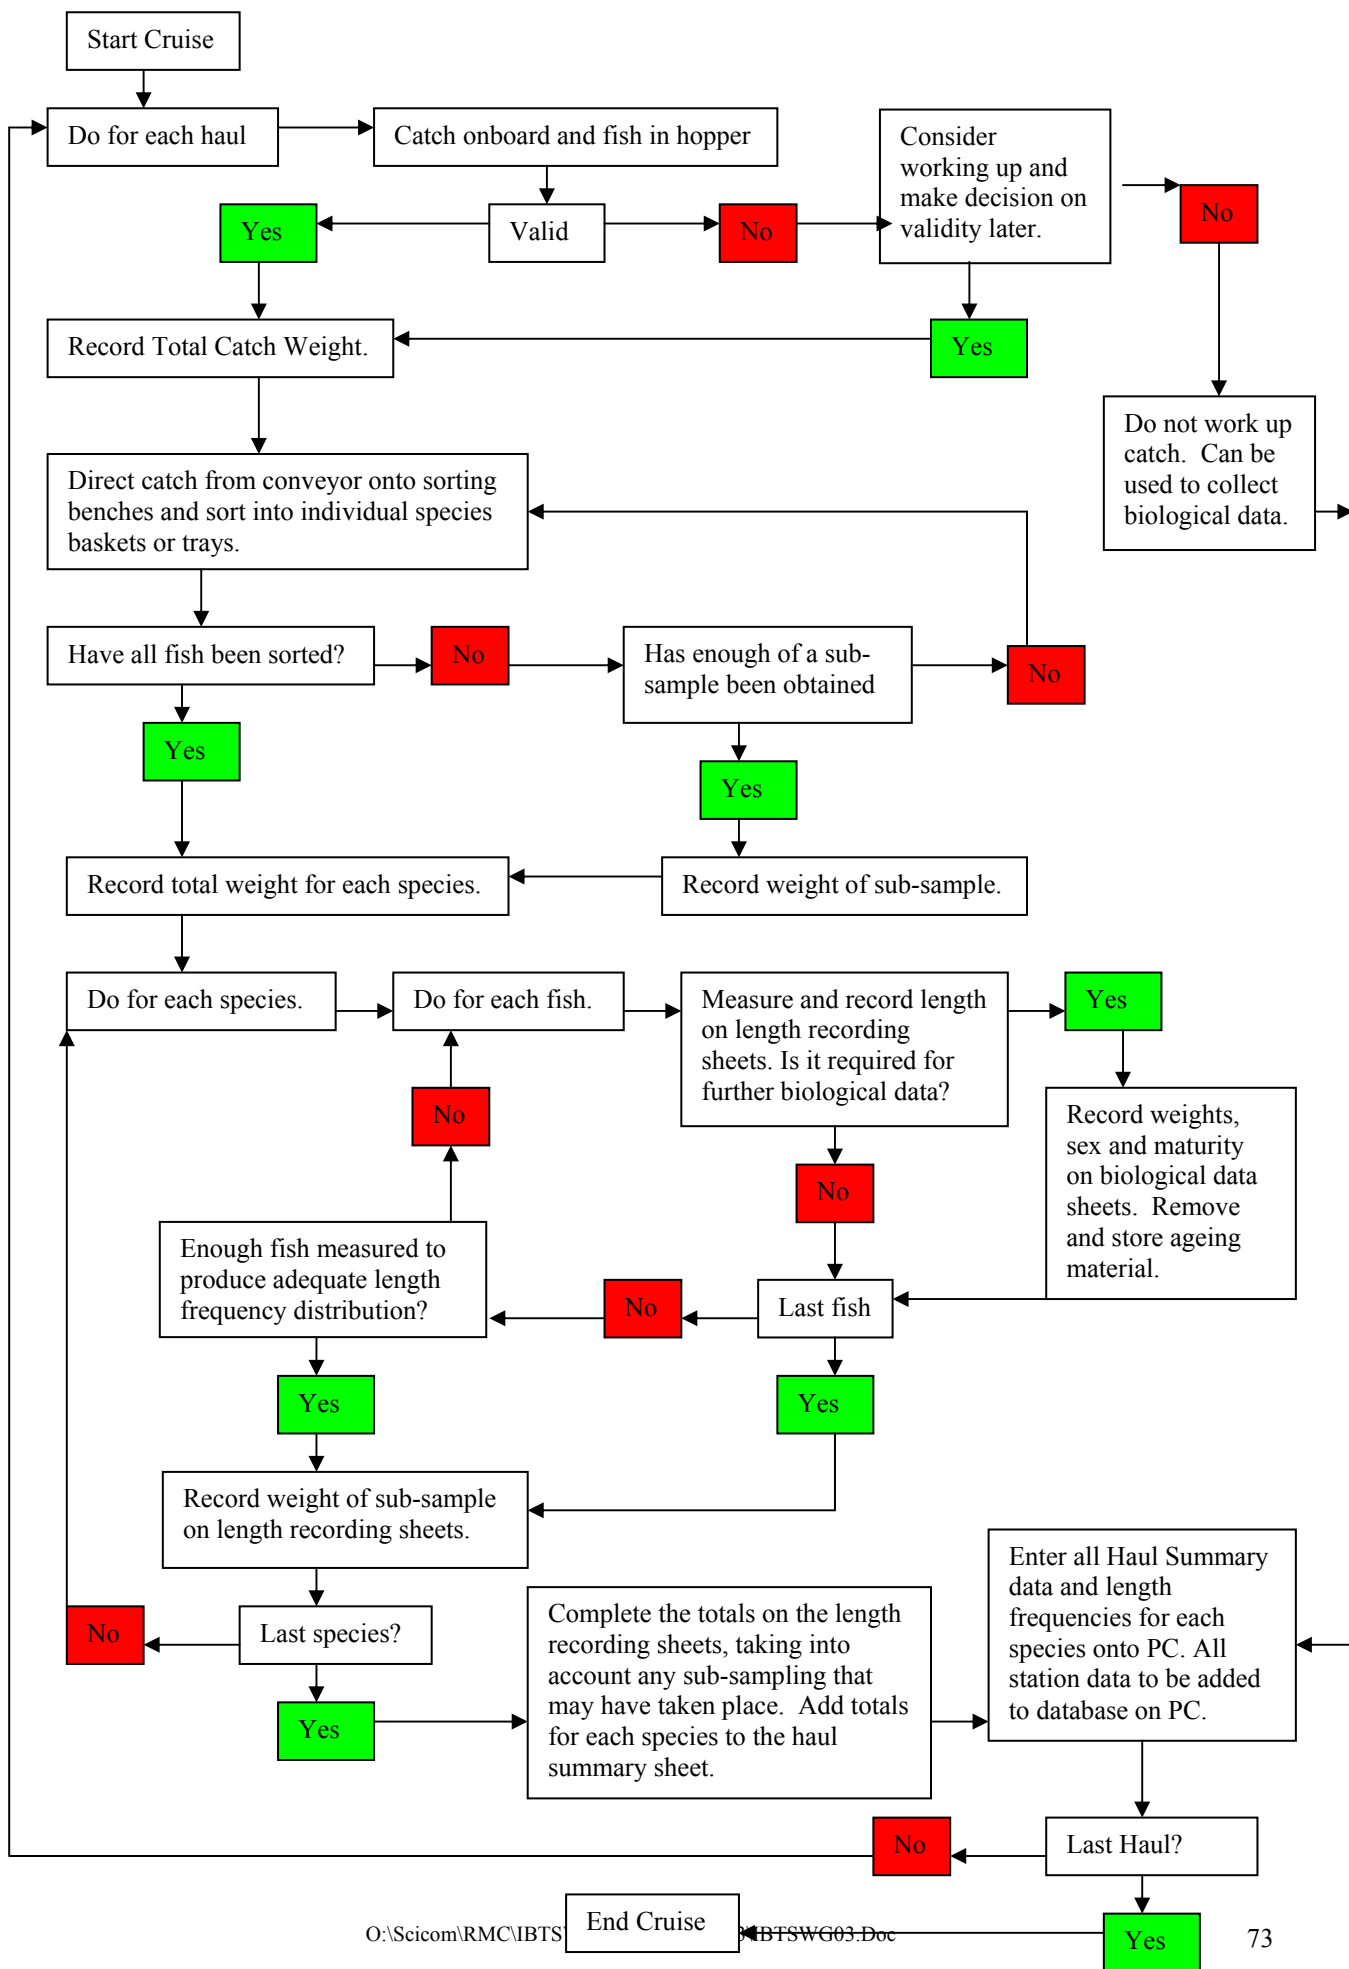 Start Cruise
Do for each haul
Catch onboard and fish in hopper
Consider
working up and
make decision on
validity later.
No
Yes
Valid
No
Record Total Catch Weight.
Yes
Do not work up
catch. Can be
used to collect
biological data.
Direct catch from conveyor onto sorting
benches and sort into individual species
baskets or trays.
Have all fish been sorted?
No
Has enough of a sub-
sample been obtained
No
Yes
Yes
Record total weight for each species.
Record weight of sub-sample.
Do for each species.
Do for each fish.
Measure and record length
on length recording
sheets. Is it required for
further biological data?
Yes
No
Record weights,
sex and maturity
on biological data
sheets. Remove
and store ageing
material.
No
Enough fish measured to
produce adequate length
frequency distribution?
No
Last fish
Yes
Yes
Record weight of sub-sample
on length recording sheets.
Enter all Haul Summary
data and length
frequencies for each
species onto PC. All
station data to be added
to database on PC.
No
Last species?
Complete the totals on the length
recording sheets, taking into
account any sub-sampling that
may have taken place. Add totals
for each species to the haul
summary sheet.
Yes
No
Last Haul?
O:\Scicom\RMC\IBTS
End Cruise
IBTSWG03.Doc
Yes
73